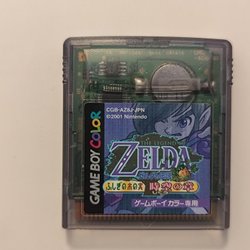 CGB-AZ8J-JPN
©2001 Nintendo
GAME BOY COLOR
THE LEGEND OF
ZELDA
ふしぎの木の実
時空の章
ゲームボーイカラー専用